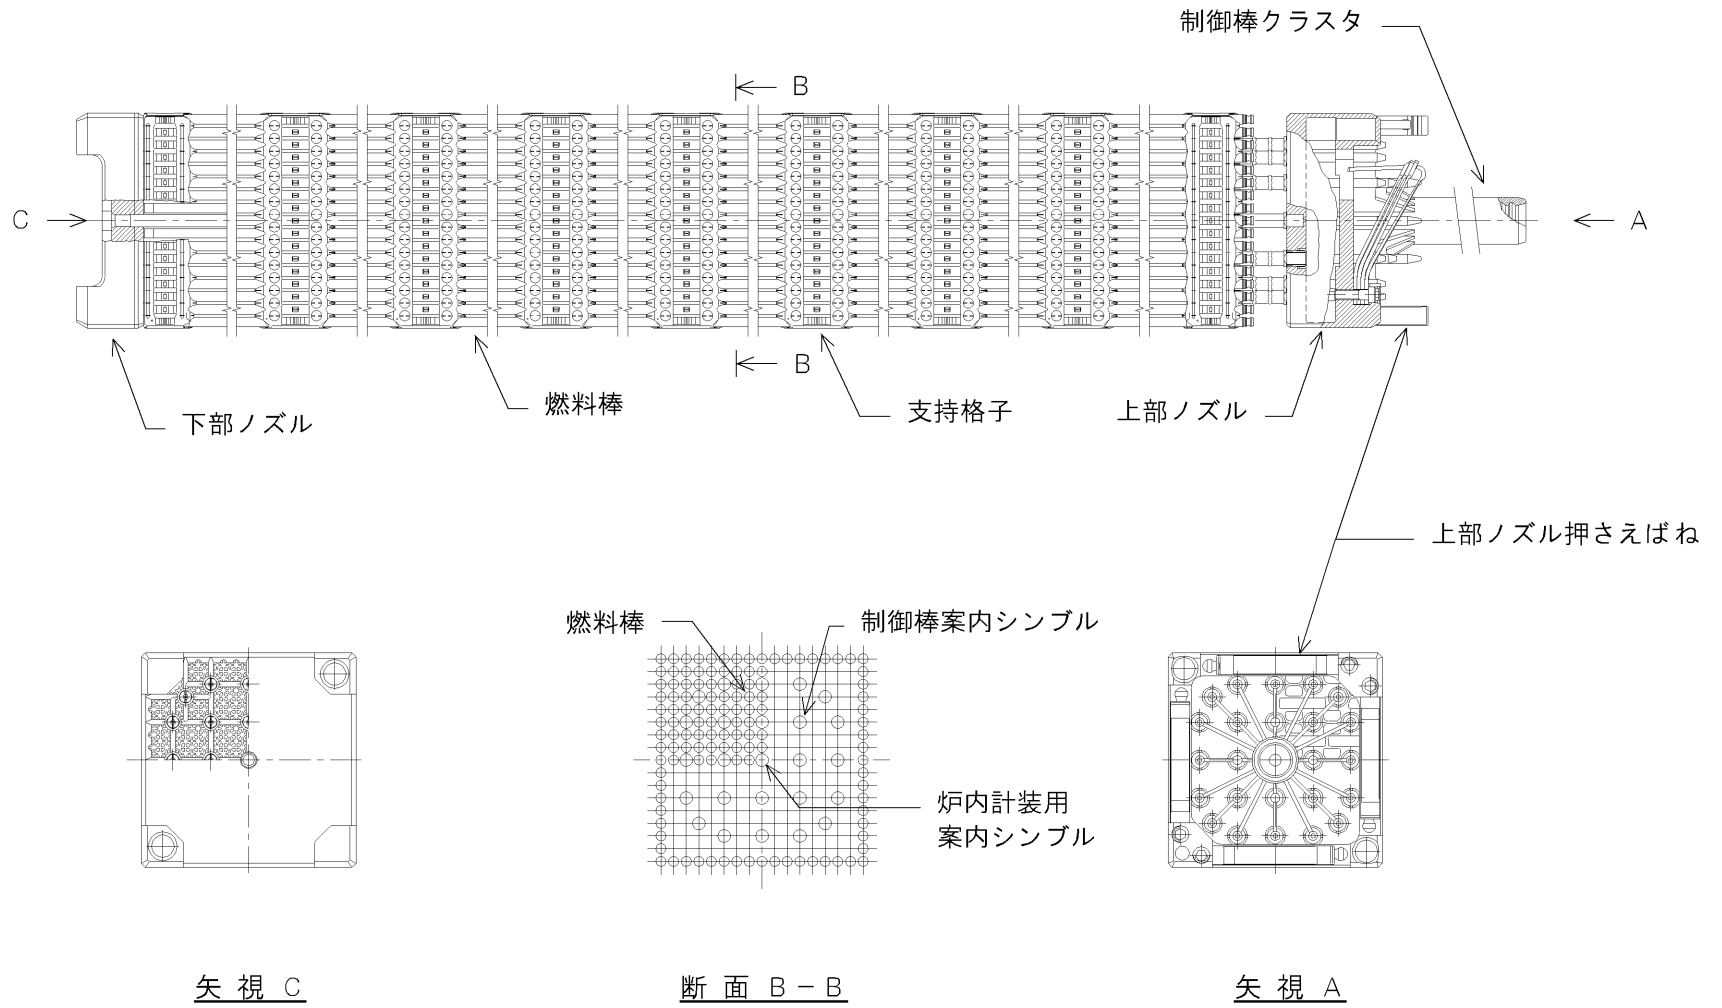 制御棒クラスタ
B
C
A
B
燃料棒
支持格子
上部ノズル
下部ノズル
上部ノズル押さえばね
燃料棒
制御棒案内シンブル
炉内計装用
案内シンブル
矢視 C
断面 B-B
矢視 A